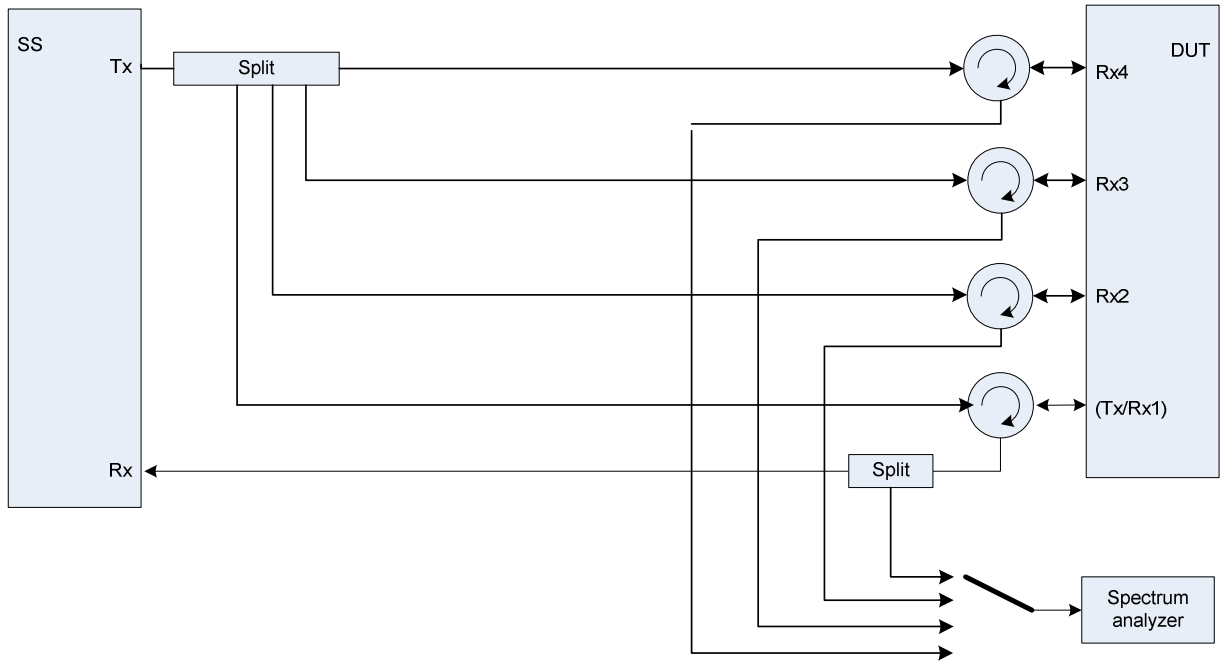 SS
DUT
Tx
Split
Rx4
Rx3
Rx2
(Tx/Rx1)
Rx
Split
Spectrum
analyzer